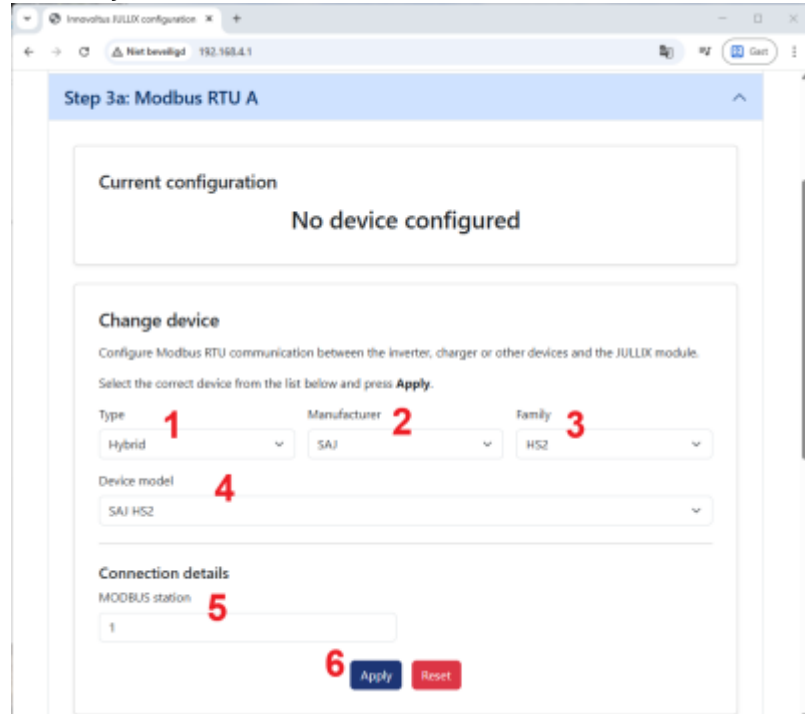 Innovoltus JULLIX configuration
Niet beveiligd 192.168.4.1
Gast
Step 3a: Modbus RTU A
Current configuration
No device configured
Change device
Configure Modbus RTU communication between the inverter, charger or other devices and the JULLIX module.
Select the correct device from the list below and press Apply.
Type 1 Manufacturer 2 Family 3
Hybrid SAJ HS2
Device model 4
SAJ HS2
Connection details
MODBUS station 5
1
6 Apply Reset